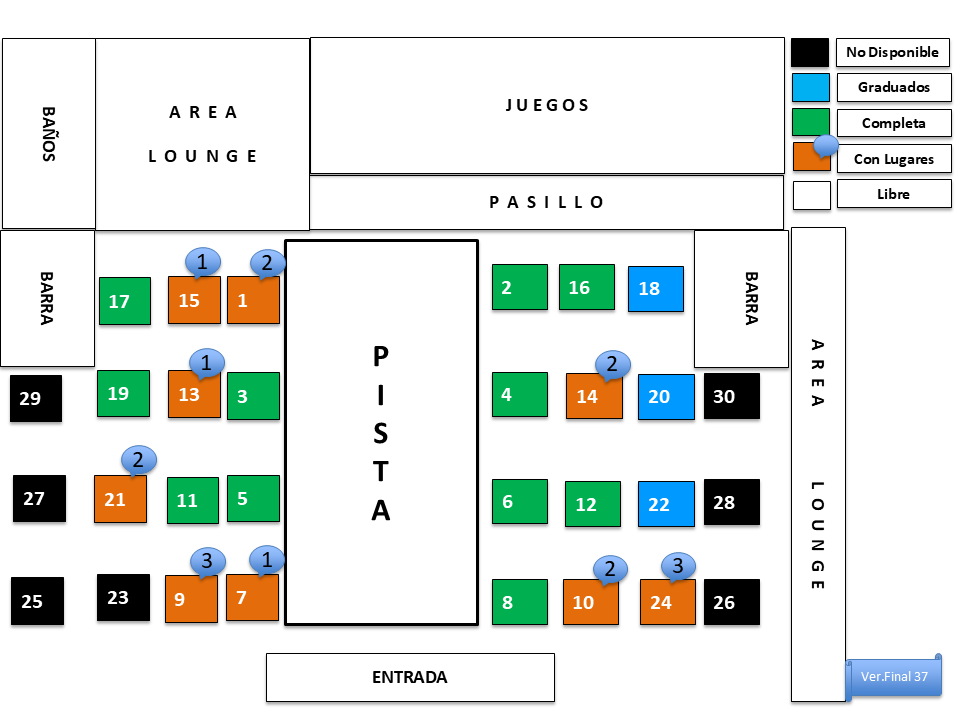 No Disponible
Graduados
Completa
Con Lugares
Libre
BAÑOS
AREA
LOUNGE
JUEGOS
PASILLO
BARRA
BARRA
1 2
17 15 1
2 16 18
1
29 19 13 3
2
4 14 20 30
2
27 21 11 5
6 12 22 28
3 1
25 23 9 7
2 3
8 10 24 26
PISTA
AREA LOUNGE
ENTRADA
Ver.Final 37